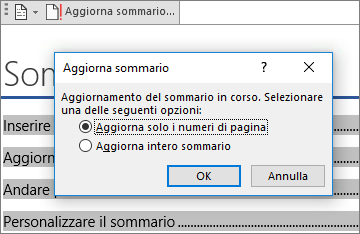 Aggiorna sommario...
Som
Aggiorna sommario ?
Aggiornamento del sommario in corso. Selezionare
una delle seguenti opzioni:
Aggiorna solo i numeri di pagina
Aggiorna intero sommario
OK Annulla
Inserire
Aggiorn
Andare
Personalizzare il sommario